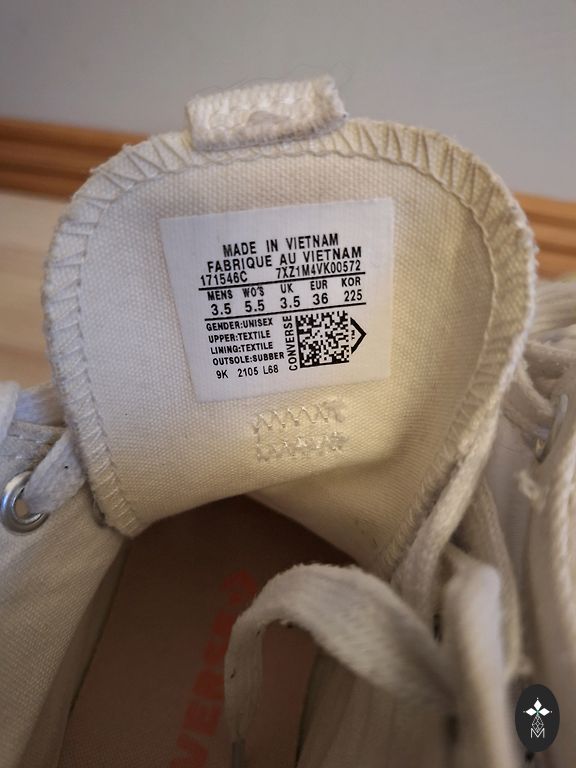 MADE IN VIETNAM
FABRIQUE AU VIETNAM
171546C 7XZ1M4VK00572
MENS WO'S UK EUR KOR
3.5 5.5 3.5 36 225
GENDER:UNISEX
UPPER:TEXTILE
LINING:TEXTILE
OUTSOLE:SUBBER
9K 2105 L68
CONVERSE
VERSE
M